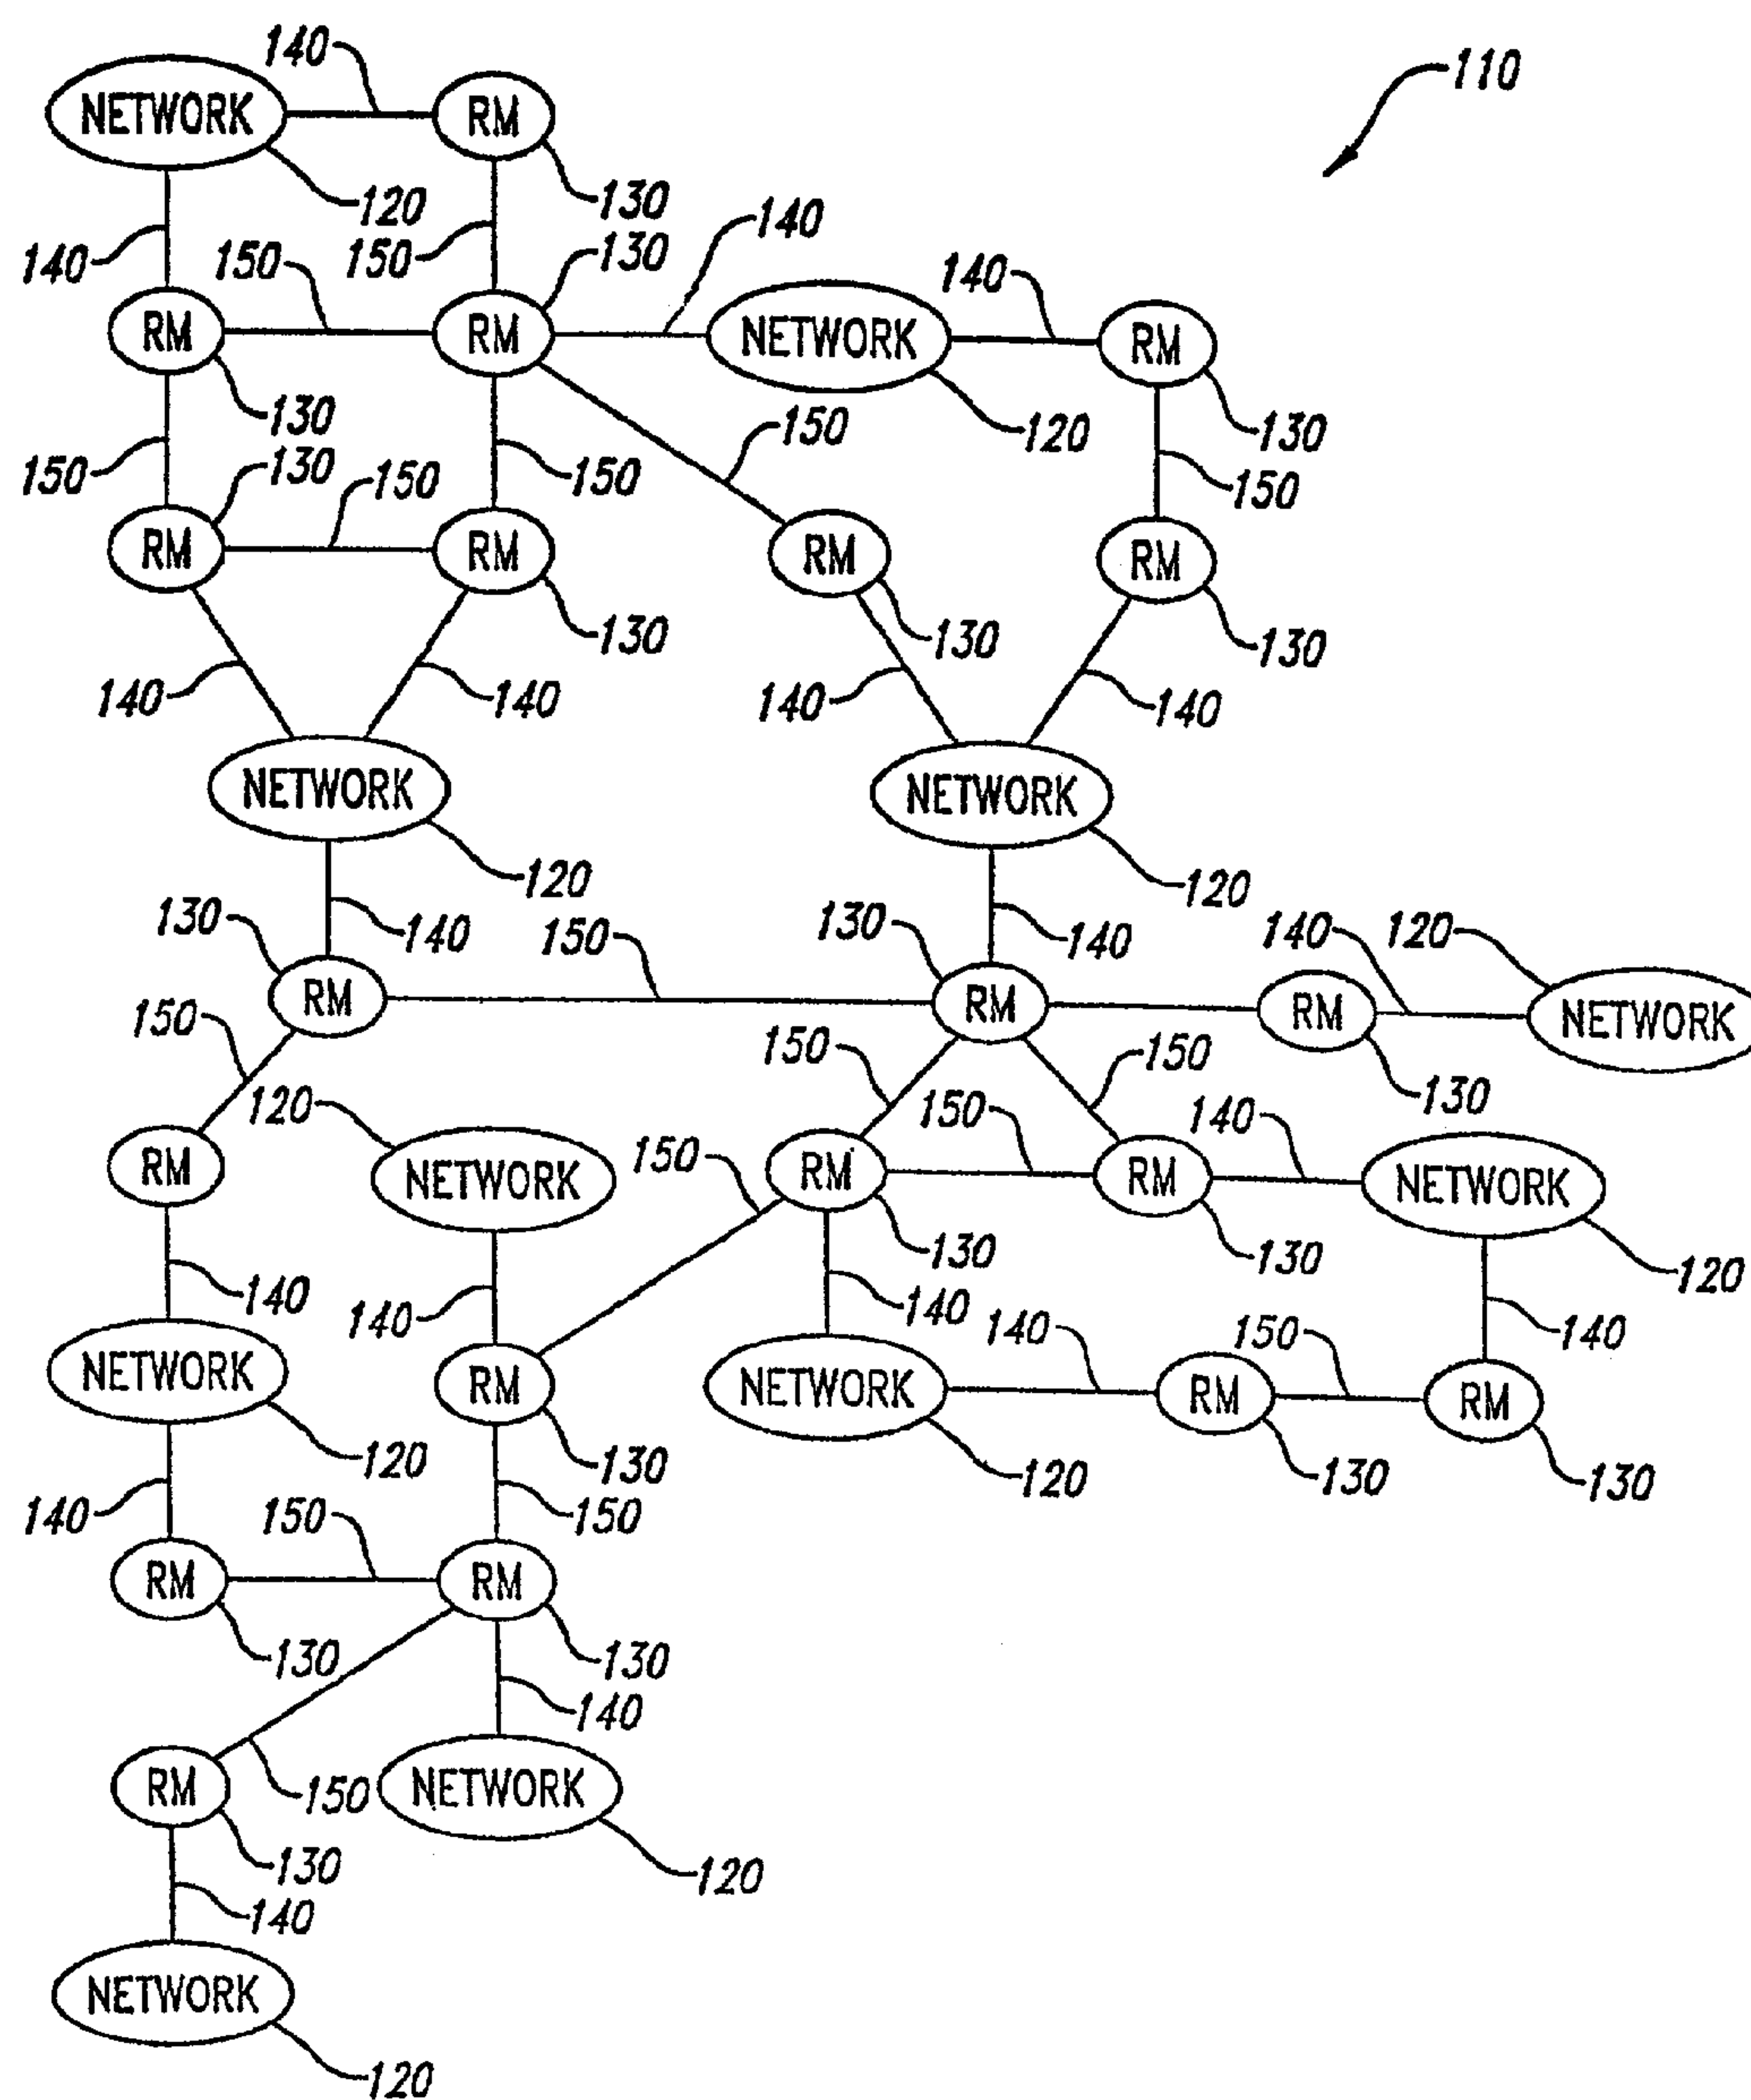 140
110
NETWORK RM
120 130
140 150 150 130 140
140
RM RM NETWORK RM
130 150 120 130
150 130 150 150 150
RM RM RM RM
130 130 130
140 140 140 140
NETWORK NETWORK
120 120
130 140 150 130 140 140 120
RM RM RM NETWORK
150 150 150 130
120 150 140
RM NETWORK 150 RM RM NETWORK
130 130 120
140 140 140 140 150 140
NETWORK RM NETWORK RM RM
120 130 120 130 130
140 150 150
RM RM
130 130
140
RM 150 NETWORK
130 120
140
NETWORK
120